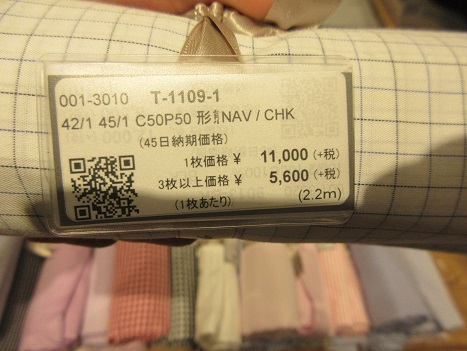 001-3010 T-1109-1
42/1 45/1 C50P50 形態NAV / CHK
(45日納期価格)
1枚価格 ¥ 11,000 (+税)
3枚以上価格 ¥ 5,600 (+税)
(1枚あたり) (2.2m)